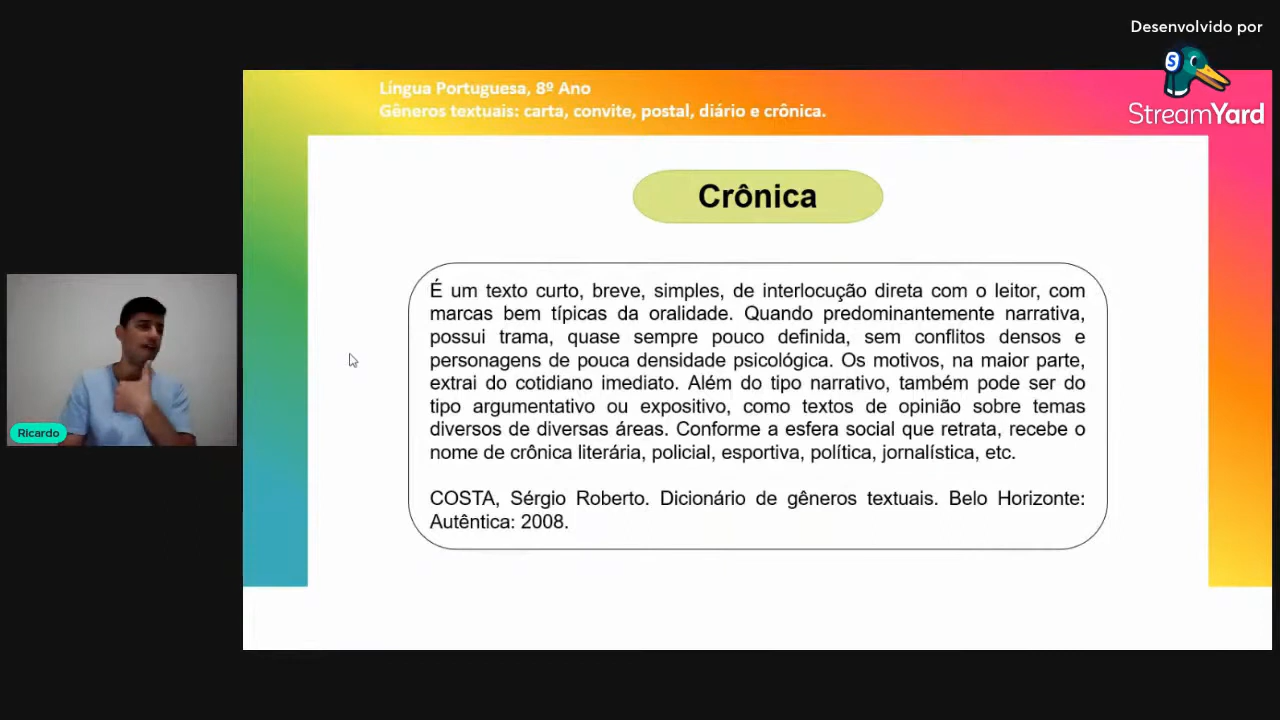 Desenvolvido por
S
StreamYard
Língua Portuguesa, 8º Ano
Gêneros textuais: carta, convite, postal, diário e crônica.
Crônica
É um texto curto, breve, simples, de interlocução direta com o leitor, com
marcas bem típicas da oralidade. Quando predominantemente narrativa,
possui trama, quase sempre pouco definida, sem conflitos densos e
personagens de pouca densidade psicológica. Os motivos, na maior parte,
extrai do cotidiano imediato. Além do tipo narrativo, também pode ser do
tipo argumentativo ou expositivo, como textos de opinião sobre temas
diversos de diversas áreas. Conforme a esfera social que retrata, recebe o
nome de crônica literária, policial, esportiva, política, jornalística, etc.
COSTA, Sérgio Roberto. Dicionário de gêneros textuais. Belo Horizonte:
Autêntica: 2008.
Ricardo